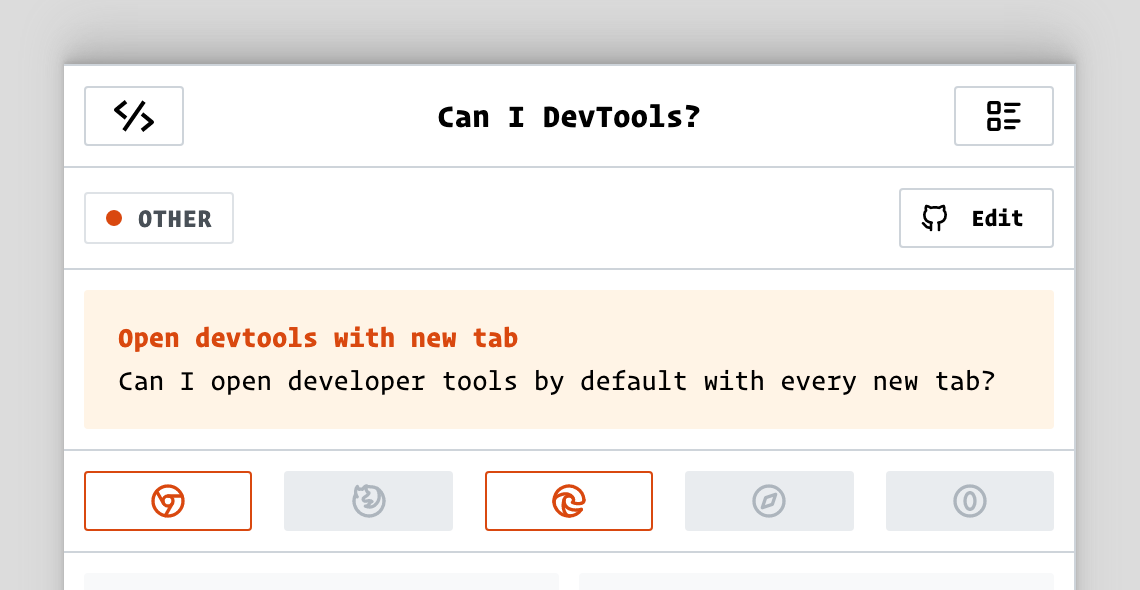 Can I DevTools?
OTHER
Edit
Open devtools with new tab
Can I open developer tools by default with every new tab?